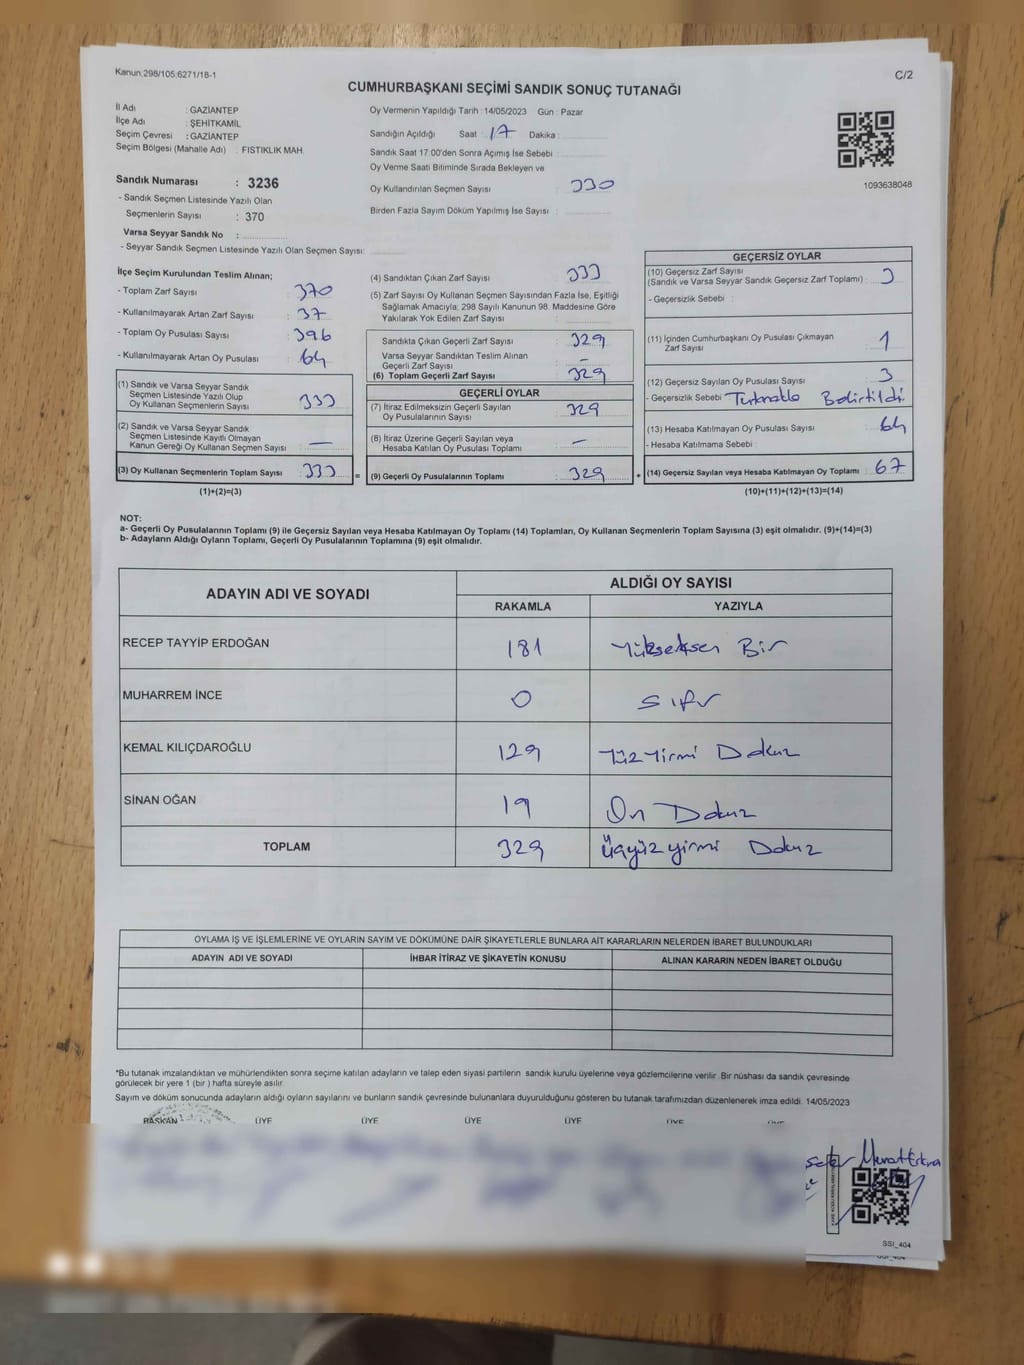 Kanun;298/105,6271/18-1
C/2
CUMHURBAŞKANI SEÇİMİ SANDIK SONUÇ TUTANAĞI
İl Adı : GAZİANTEP
İlçe Adı : ŞEHİTKAMİL
Seçim Çevresi : GAZİANTEP
Seçim Bölgesi (Mahalle Adı) : FISTIKLIK MAH.
Sandık Numarası : 3236
- Sandık Seçmen Listesinde Yazılı Olan
Seçmenlerin Sayısı : 370
Varsa Seyyar Sandık No :
- Seyyar Sandık Seçmen Listesinde Yazılı Olan Seçmen Sayısı:
Oy Vermenin Yapıldığı Tarih : 14/05/2023 Gün : Pazar
Sandığın Açıldığı Saat : 17 Dakika :
Sandık Saat 17:00'den Sonra Açımış İse Sebebi :
Oy Verme Saati Bitiminde Sırada Bekleyen ve
Oy Kullandırılan Seçmen Sayısı : 330
Birden Fazla Sayım Döküm Yapılmış İse Sayısı :
1093638048
İlçe Seçim Kurulundan Teslim Alınan;
- Toplam Zarf Sayısı : 370
- Kullanılmayarak Artan Zarf Sayısı : 37
- Toplam Oy Pusulası Sayısı : 396
- Kullanılmayarak Artan Oy Pusulası : 64
(1) Sandık ve Varsa Seyyar Sandık
Seçmen Listesinde Yazılı Olup
Oy Kullanan Seçmenlerin Sayısı : 333
(2) Sandık ve Varsa Seyyar Sandık
Seçmen Listesinde Kayıtlı Olmayan
Kanun Gereği Oy Kullanan Seçmen Sayısı : —
(3) Oy Kullanan Seçmenlerin Toplam Sayısı : 333 =
(1)+(2)=(3)
(4) Sandıktan Çıkan Zarf Sayısı : 333
(5) Zarf Sayısı Oy Kullanan Seçmen Sayısından Fazla İse, Eşitliği
Sağlamak Amacıyla; 298 Sayılı Kanunun 98. Maddesine Göre
Yakılarak Yok Edilen Zarf Sayısı :
Sandıkta Çıkan Geçerli Zarf Sayısı : 329
Varsa Seyyar Sandıktan Teslim Alınan
Geçerli Zarf Sayısı : —
(6) Toplam Geçerli Zarf Sayısı : 329
GEÇERLİ OYLAR
(7) İtiraz Edilmeksizin Geçerli Sayılan
Oy Pusulalarının Sayısı : 329
(8) İtiraz Üzerine Geçerli Sayılan veya
Hesaba Katılan Oy Pusulası Toplamı : —
(9) Geçerli Oy Pusulalarının Toplamı : 329 +
GEÇERSİZ OYLAR
(10) Geçersiz Zarf Sayısı
(Sandık ve Varsa Seyyar Sandık Geçersiz Zarf Toplamı) : 3
- Geçersizlik Sebebi :
(11) İçinden Cumhurbaşkanı Oy Pusulası Çıkmayan
Zarf Sayısı : 1
(12) Geçersiz Sayılan Oy Pusulası Sayısı : 3
- Geçersizlik Sebebi : Tutanakta Belirtildi.
(13) Hesaba Katılmayan Oy Pusulası Sayısı : 64
- Hesaba Katılmama Sebebi :
(14) Geçersiz Sayılan veya Hesaba Katılmayan Oy Toplamı : 67
(10)+(11)+(12)+(13)=(14)
NOT:
a- Geçerli Oy Pusulalarının Toplamı (9) ile Geçersiz Sayılan veya Hesaba Katılmayan Oy Toplamı (14) Toplamları, Oy Kullanan Seçmenlerin Toplam Sayısına (3) eşit olmalıdır. (9)+(14)=(3)
b- Adayların Aldığı Oyların Toplamı, Geçerli Oy Pusulalarının Toplamına (9) eşit olmalıdır.
ADAYIN ADI VE SOYADI
ALDIĞI OY SAYISI
RAKAMLA YAZIYLA
RECEP TAYYİP ERDOĞAN 181 Yüzseksen Bir
MUHARREM İNCE 0 Sıfır
KEMAL KILIÇDAROĞLU 129 Yüzyirmi Dokuz
SİNAN OĞAN 19 On Dokuz
TOPLAM 329 Üçyüzyirmi Dokuz
OYLAMA İŞ VE İŞLEMLERİNE VE OYLARIN SAYIM VE DÖKÜMÜNE DAİR ŞİKAYETLERLE BUNLARA AİT KARARLARIN NELERDEN İBARET BULUNDUKLARI
ADAYIN ADI VE SOYADI İHBAR İTİRAZ VE ŞİKAYETİN KONUSU ALINAN KARARIN NEDEN İBARET OLDUĞU
*Bu tutanak imzalandıktan ve mühürlendikten sonra seçime katılan adayların ve talep eden siyasi partilerin sandık kurulu üyelerine veya gözlemcilerine verilir. Bir nüshası da sandık çevresinde
görülecek bir yere 1 (bir ) hafta süreyle asılır.
Sayım ve döküm sonucunda adayların aldığı oyların sayılarını ve bunların sandık çevresinde bulunanlara duyurulduğunu gösteren bu tutanak tarafımızdan düzenlenerek imza edildi. 14/05/2023
BAŞKAN ÜYE ÜYE ÜYE ÜYE ÜYE ÜYE
SSI_404